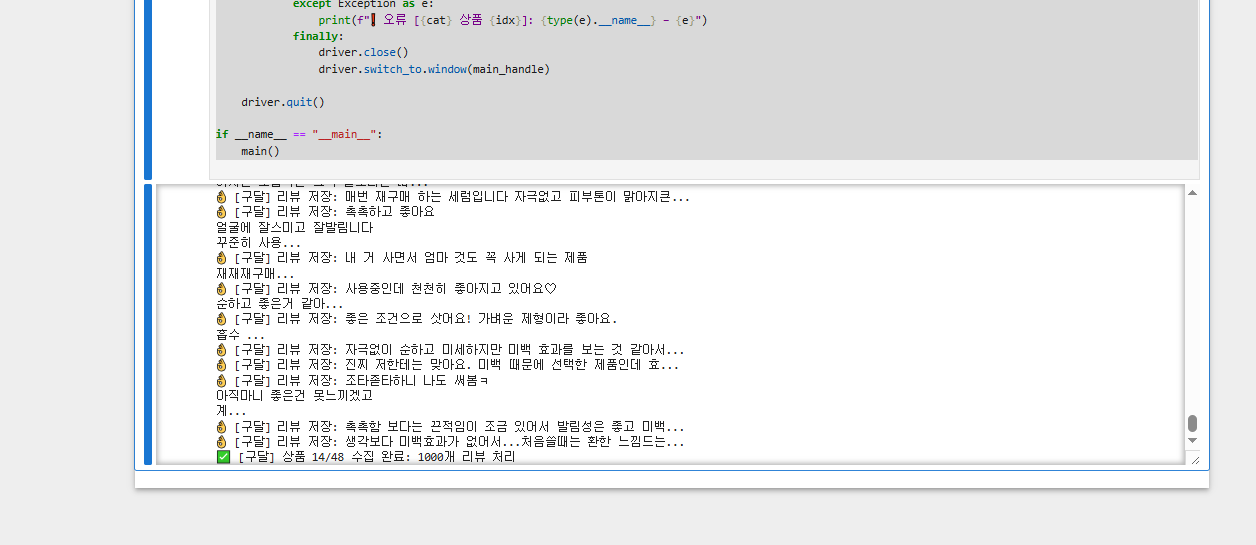 except Exception as e:
print(f"❗ 오류 [{cat} 상품 {idx}]: {type(e).__name__} - {e}")
finally:
driver.close()
driver.switch_to.window(main_handle)
driver.quit()
if __name__ == "__main__":
main()
[구달] 리뷰 저장: 매번 재구매 하는 세럼입니다 자극없고 피부톤이 맑아지큰...
[구달] 리뷰 저장: 촉촉하고 좋아요
얼굴에 잘스미고 잘발림니다
꾸준히 사용...
[구달] 리뷰 저장: 내 거 사면서 엄마 것도 꼭 사게 되는 제품
재재재구매...
[구달] 리뷰 저장: 사용중인데 천천히 좋아지고 있어요♡
순하고 좋은거 같아...
[구달] 리뷰 저장: 좋은 조건으로 샀어요! 가벼운 제형이라 좋아요.
흡수 ...
[구달] 리뷰 저장: 자극없이 순하고 미세하지만 미백 효과를 보는 것 같아서...
[구달] 리뷰 저장: 진찌 저한테는 맞아요. 미백 때문에 선택한 제품인데 효...
[구달] 리뷰 저장: 조타죧타하니 나도 써봄ㅋ
아직마니 좋은건 못느끼겠고
계...
[구달] 리뷰 저장: 촉촉함 보다는 끈적임이 조금 있어서 발림성은 좋고 미백...
[구달] 리뷰 저장: 생각보다 미백효과가 없어서...처음쓸때는 환한 느낌드는...
✅ [구달] 상품 14/48 수집 완료: 1000개 리뷰 처리